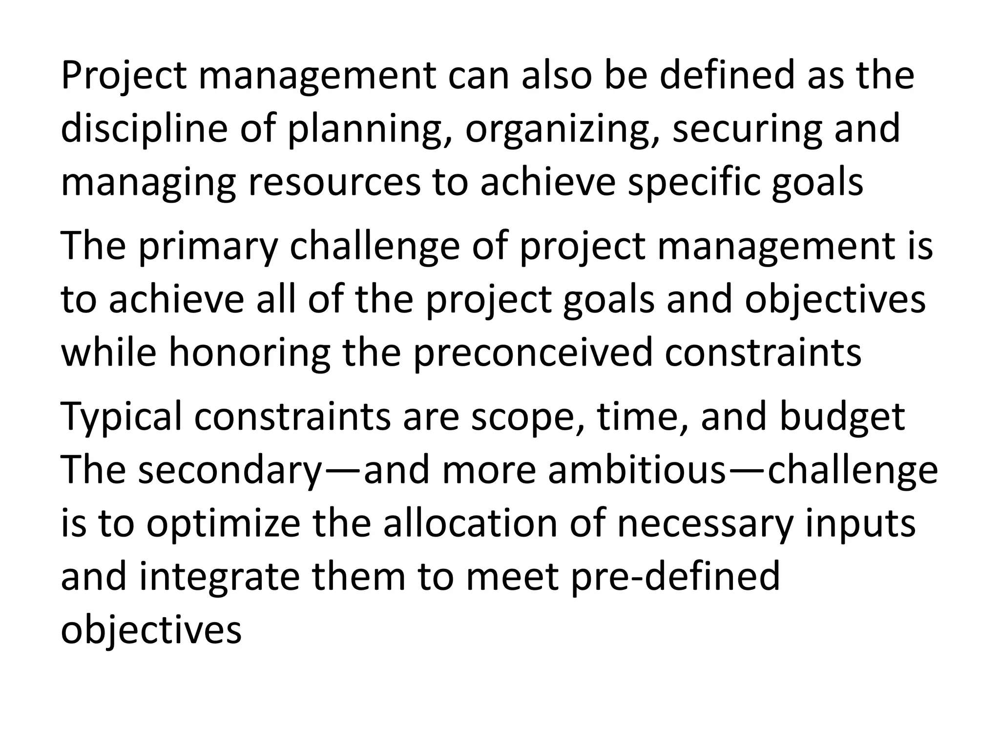 Project management can also be defined as the
discipline of planning, organizing, securing and
managing resources to achieve specific goals
The primary challenge of project management is
to achieve all of the project goals and objectives
while honoring the preconceived constraints
Typical constraints are scope, time, and budget
The secondary—and more ambitious—challenge
is to optimize the allocation of necessary inputs
and integrate them to meet pre-defined
objectives